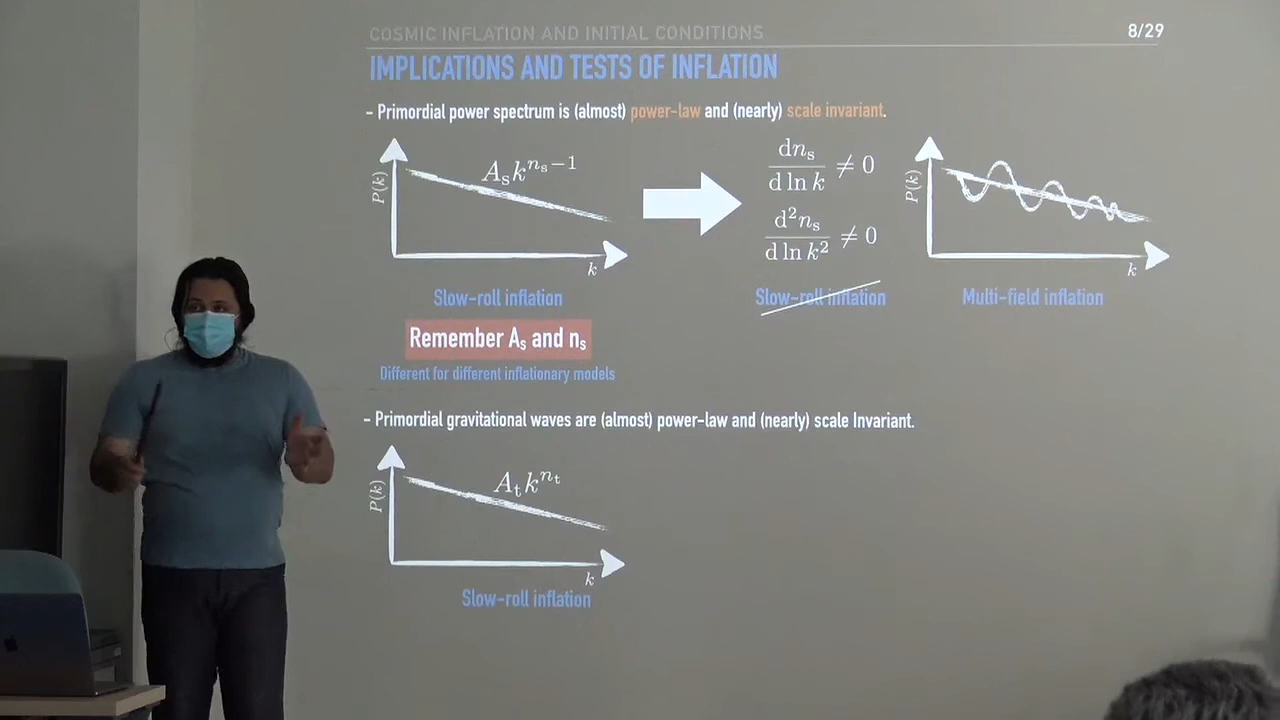 COSMIC INFLATION AND INITIAL CONDITIONS
8/29
IMPLICATIONS AND TESTS OF INFLATION
- Primordial power spectrum is (almost) power-law and (nearly) scale invariant.
P(k)
A_s k^{n_s-1}
k
Slow-roll inflation
dn_s/d ln k ≠ 0
d²n_s/d ln k² ≠ 0
Slow-roll inflation
P(k)
k
Multi-field inflation
Remember A_s and n_s
Different for different inflationary models
- Primordial gravitational waves are (almost) power-law and (nearly) scale Invariant.
P(k)
A_t k^{n_t}
k
Slow-roll inflation